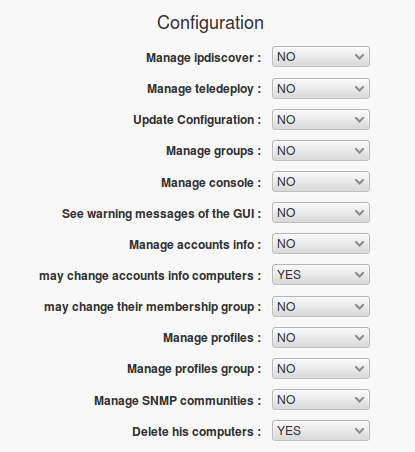 Configuration
Manage ipdiscover : NO
Manage teledeploy : NO
Update Configuration : NO
Manage groups : NO
Manage console : NO
See warning messages of the GUI : NO
Manage accounts info : NO
may change accounts info computers : YES
may change their membership group : NO
Manage profiles : NO
Manage profiles group : NO
Manage SNMP communities : NO
Delete his computers : YES